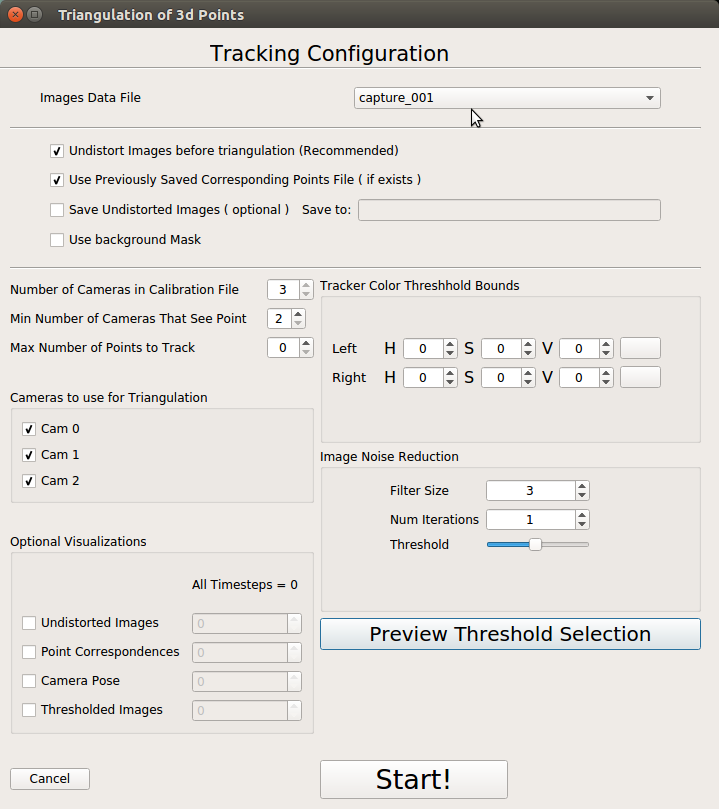 Triangulation of 3d Points
Tracking Configuration
Images Data File capture_001
Undistort Images before triangulation (Recommended)
Use Previously Saved Corresponding Points File ( if exists )
Save Undistorted Images ( optional ) Save to:
Use background Mask
Number of Cameras in Calibration File 3
Min Number of Cameras That See Point 2
Max Number of Points to Track 0
Cameras to use for Triangulation
Cam 0
Cam 1
Cam 2
Optional Visualizations
All Timesteps = 0
Undistorted Images 0
Point Correspondences 0
Camera Pose 0
Thresholded Images 0
Tracker Color Threshhold Bounds
Left H 0 S 0 V 0
Right H 0 S 0 V 0
Image Noise Reduction
Filter Size 3
Num Iterations 1
Threshold
Preview Threshold Selection
Cancel
Start!